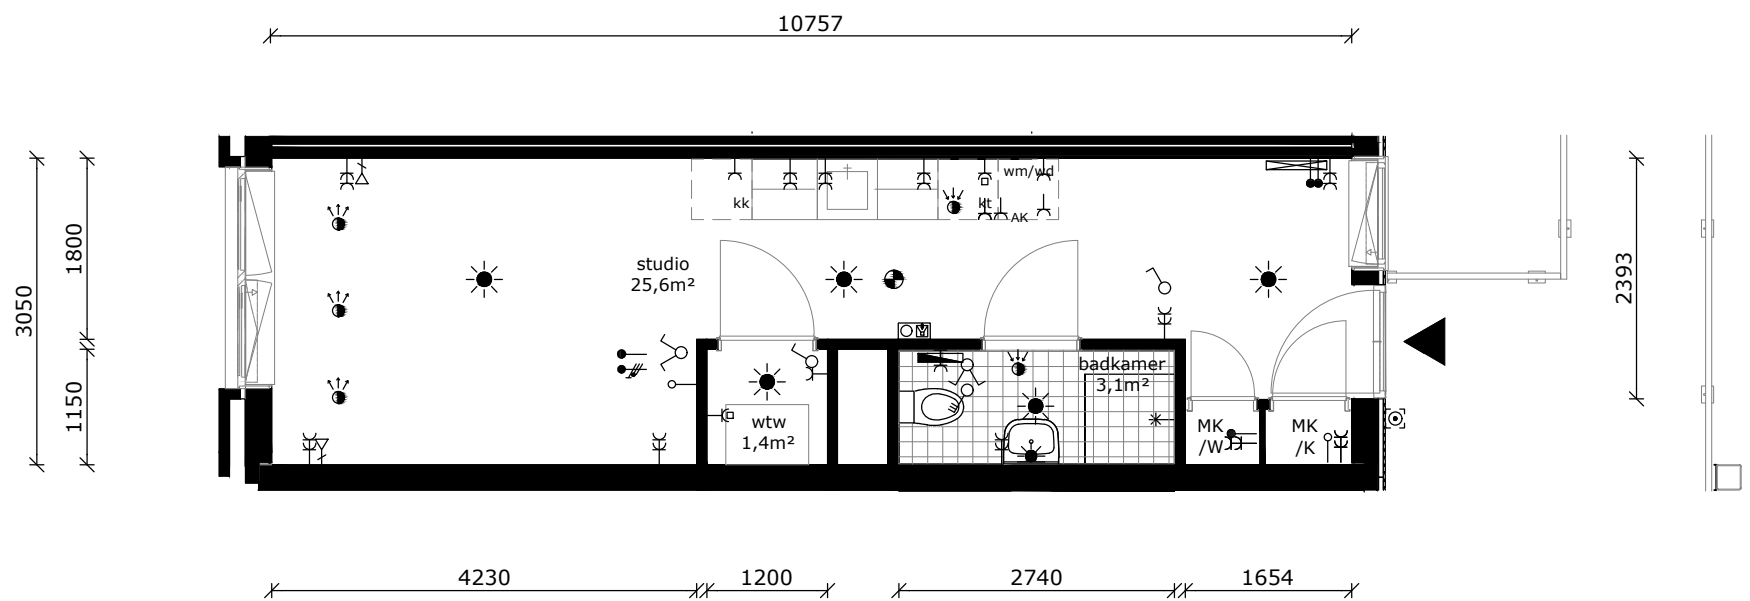 10757
3050
1800
1150
2393
studio
25,6m²
kk
wm/wd
kt
AK
wtw
1,4m²
badkamer
3,1m²
MK
/W
MK
/K
4230
1200
2740
1654